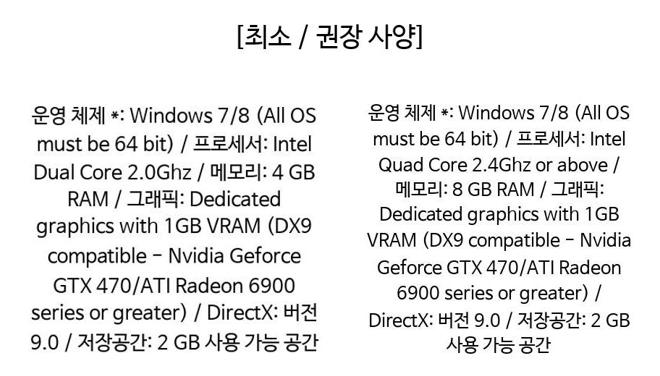 [최소 / 권장 사양]
운영 체제 *: Windows 7/8 (All OS
must be 64 bit) / 프로세서: Intel
Dual Core 2.0Ghz / 메모리: 4 GB
RAM / 그래픽: Dedicated
graphics with 1GB VRAM (DX9
compatible - Nvidia Geforce
GTX 470/ATI Radeon 6900
series or greater) / DirectX: 버전
9.0 / 저장공간: 2 GB 사용 가능 공간
운영 체제 *: Windows 7/8 (All OS
must be 64 bit) / 프로세서: Intel
Quad Core 2.4Ghz or above /
메모리: 8 GB RAM / 그래픽:
Dedicated graphics with 1GB
VRAM (DX9 compatible - Nvidia
Geforce GTX 470/ATI Radeon
6900 series or greater) /
DirectX: 버전 9.0 / 저장공간: 2 GB
사용 가능 공간